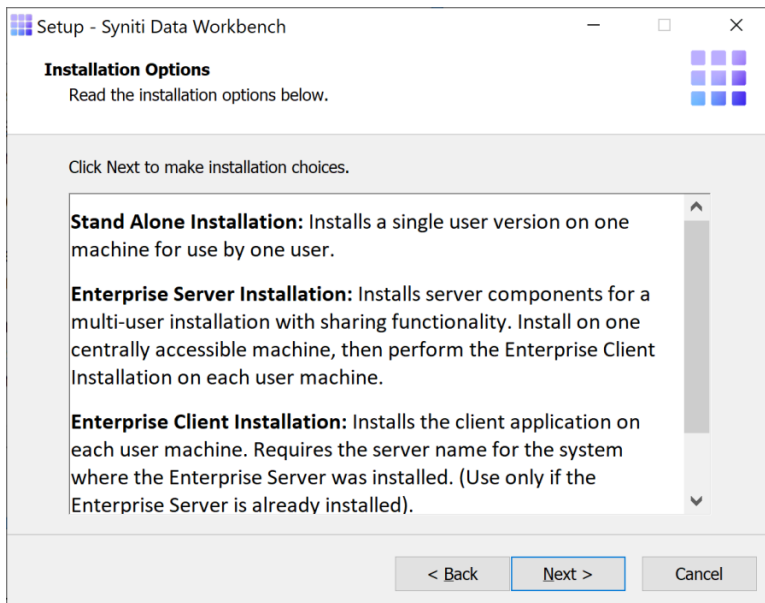 Setup - Syniti Data Workbench
Installation Options
Read the installation options below.
Click Next to make installation choices.
Stand Alone Installation: Installs a single user version on one
machine for use by one user.
Enterprise Server Installation: Installs server components for a
multi-user installation with sharing functionality. Install on one
centrally accessible machine, then perform the Enterprise Client
Installation on each user machine.
Enterprise Client Installation: Installs the client application on
each user machine. Requires the server name for the system
where the Enterprise Server was installed. (Use only if the
Enterprise Server is already installed).
< Back Next > Cancel